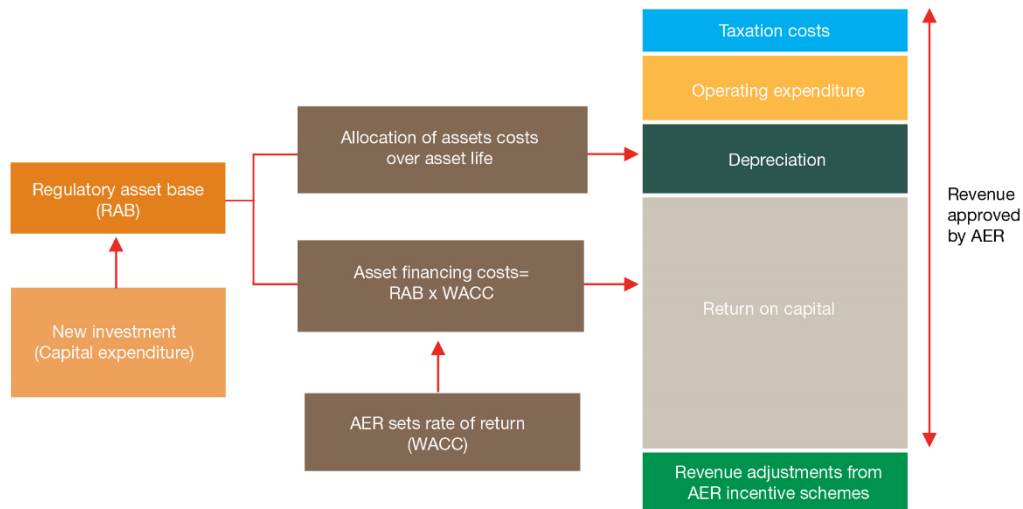 Taxation costs
Operating expenditure
Allocation of assets costs
over asset life
Depreciation
Regulatory asset base
(RAB)
Revenue
approved
by AER
Asset financing costs=
RAB x WACC
Return on capital
New investment
(Capital expenditure)
AER sets rate of return
(WACC)
Revenue adjustments from
AER incentive schemes